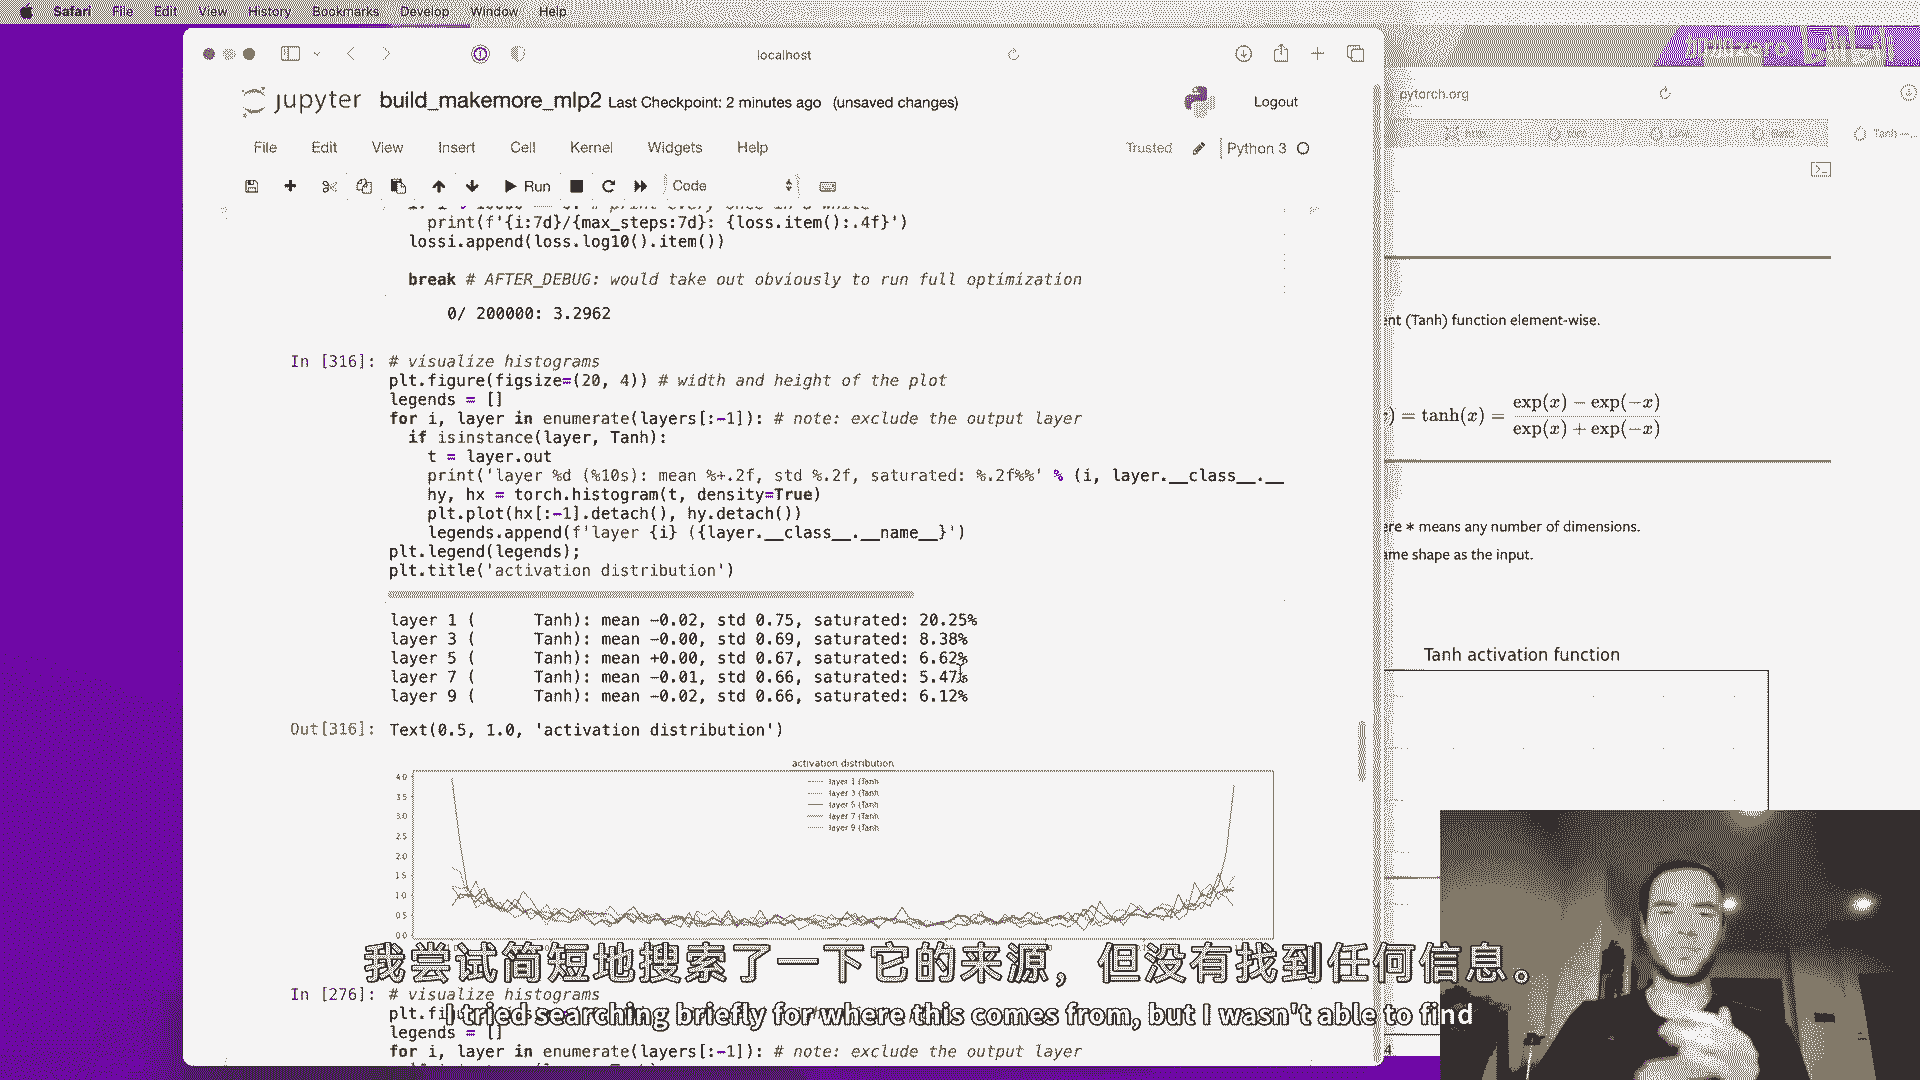 Safari File Edit View History Bookmarks Develop Window Help
localhost
pytorch.org
jupyter build_makemore_mlp2 Last Checkpoint: 2 minutes ago (unsaved changes)
Logout
File Edit View Insert Cell Kernel Widgets Help
Trusted Python 3
Run Code
Tanh
print(f'{i:7d}/{max_steps:7d}: {loss.item():.4f}')
lossi.append(loss.log10().item())
break # AFTER_DEBUG: would take out obviously to run full optimization
0/ 200000: 3.2962
In [316]: # visualize histograms
plt.figure(figsize=(20, 4)) # width and height of the plot
legends = []
for i, layer in enumerate(layers[:-1]): # note: exclude the output layer
if isinstance(layer, Tanh):
t = layer.out
print('layer %d (%10s): mean %+.2f, std %.2f, saturated: %.2f%%' % (i, layer.__class__.__
hy, hx = torch.histogram(t, density=True)
plt.plot(hx[:-1].detach(), hy.detach())
legends.append(f'layer {i} ({layer.__class__.__name__}')
plt.legend(legends);
plt.title('activation distribution')
layer 1 ( Tanh): mean -0.02, std 0.75, saturated: 20.25%
layer 3 ( Tanh): mean -0.00, std 0.69, saturated: 8.38%
layer 5 ( Tanh): mean +0.00, std 0.67, saturated: 6.62%
layer 7 ( Tanh): mean -0.01, std 0.66, saturated: 5.47%
layer 9 ( Tanh): mean -0.02, std 0.66, saturated: 6.12%
Out[316]: Text(0.5, 1.0, 'activation distribution')
activation distribution
4.0
3.5
3.0
2.5
2.0
1.5
1.0
0.5
0.0
layer 1 (Tanh
layer 3 (Tanh
layer 5 (Tanh
layer 7 (Tanh
layer 9 (Tanh
In [276]: # visualize histograms
legends = []
for i, layer in enumerate(layers[:-1]): # note: exclude the output layer
(Tanh) function element-wise.
) = tanh(x) = exp(x) − exp(−x) / exp(x) + exp(−x)
∗ means any number of dimensions.
shape as the input.
Tanh activation function
4
我尝试简短地搜索了一下它的来源，但没有找到任何信息。
I tried searching briefly for where this comes from, but I wasn't able to find